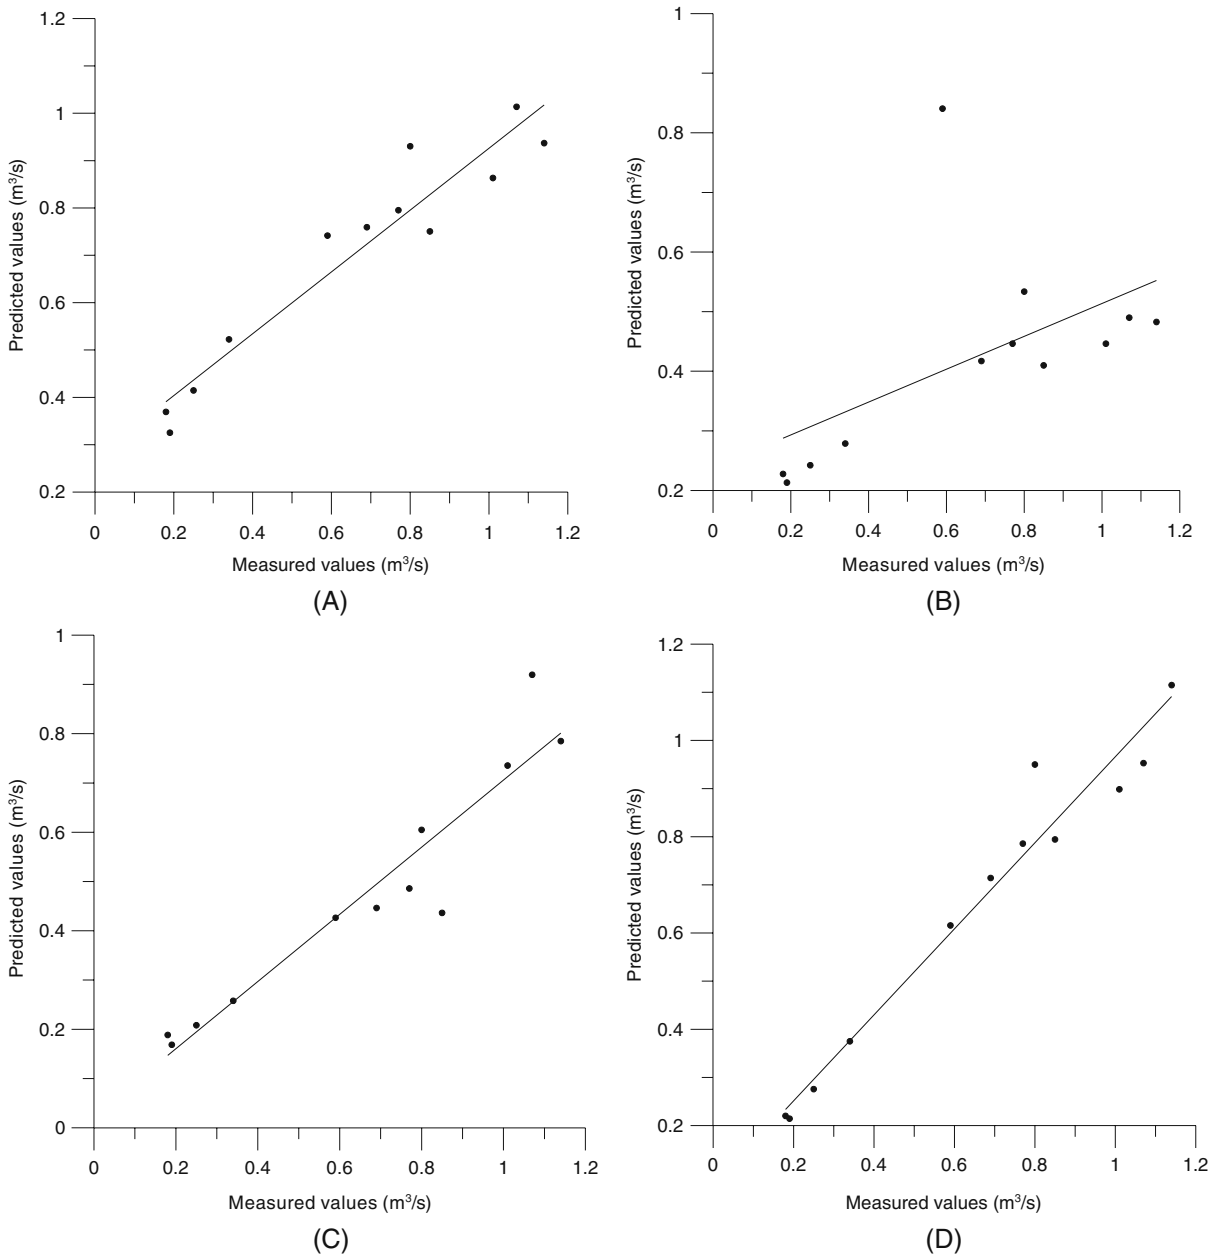 1.2
1
0.8
0.6
0.4
0.2
Predicted values (m³/s)
0 0.2 0.4 0.6 0.8 1 1.2
Measured values (m³/s)
(A)
1
0.8
0.6
0.4
0.2
Predicted values (m³/s)
0 0.2 0.4 0.6 0.8 1 1.2
Measured values (m³/s)
(B)
1
0.8
0.6
0.4
0.2
0
Predicted values (m³/s)
0 0.2 0.4 0.6 0.8 1 1.2
Measured values (m³/s)
(C)
1.2
1
0.8
0.6
0.4
0.2
Predicted values (m³/s)
0 0.2 0.4 0.6 0.8 1 1.2
Measured values (m³/s)
(D)